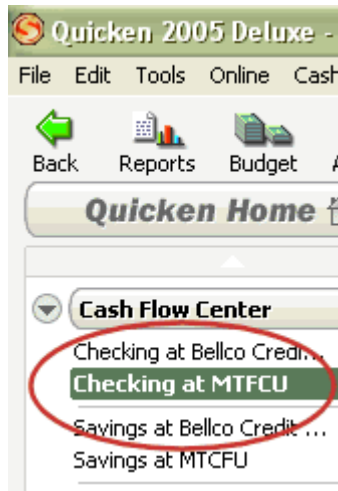 Quicken 2005 Deluxe -
File Edit Tools Online Cash
Back Reports Budget
Quicken Home
Cash Flow Center
Checking at Bellco Credi...
Checking at MTFCU
Savings at Bellco Credit ...
Savings at MTCFU